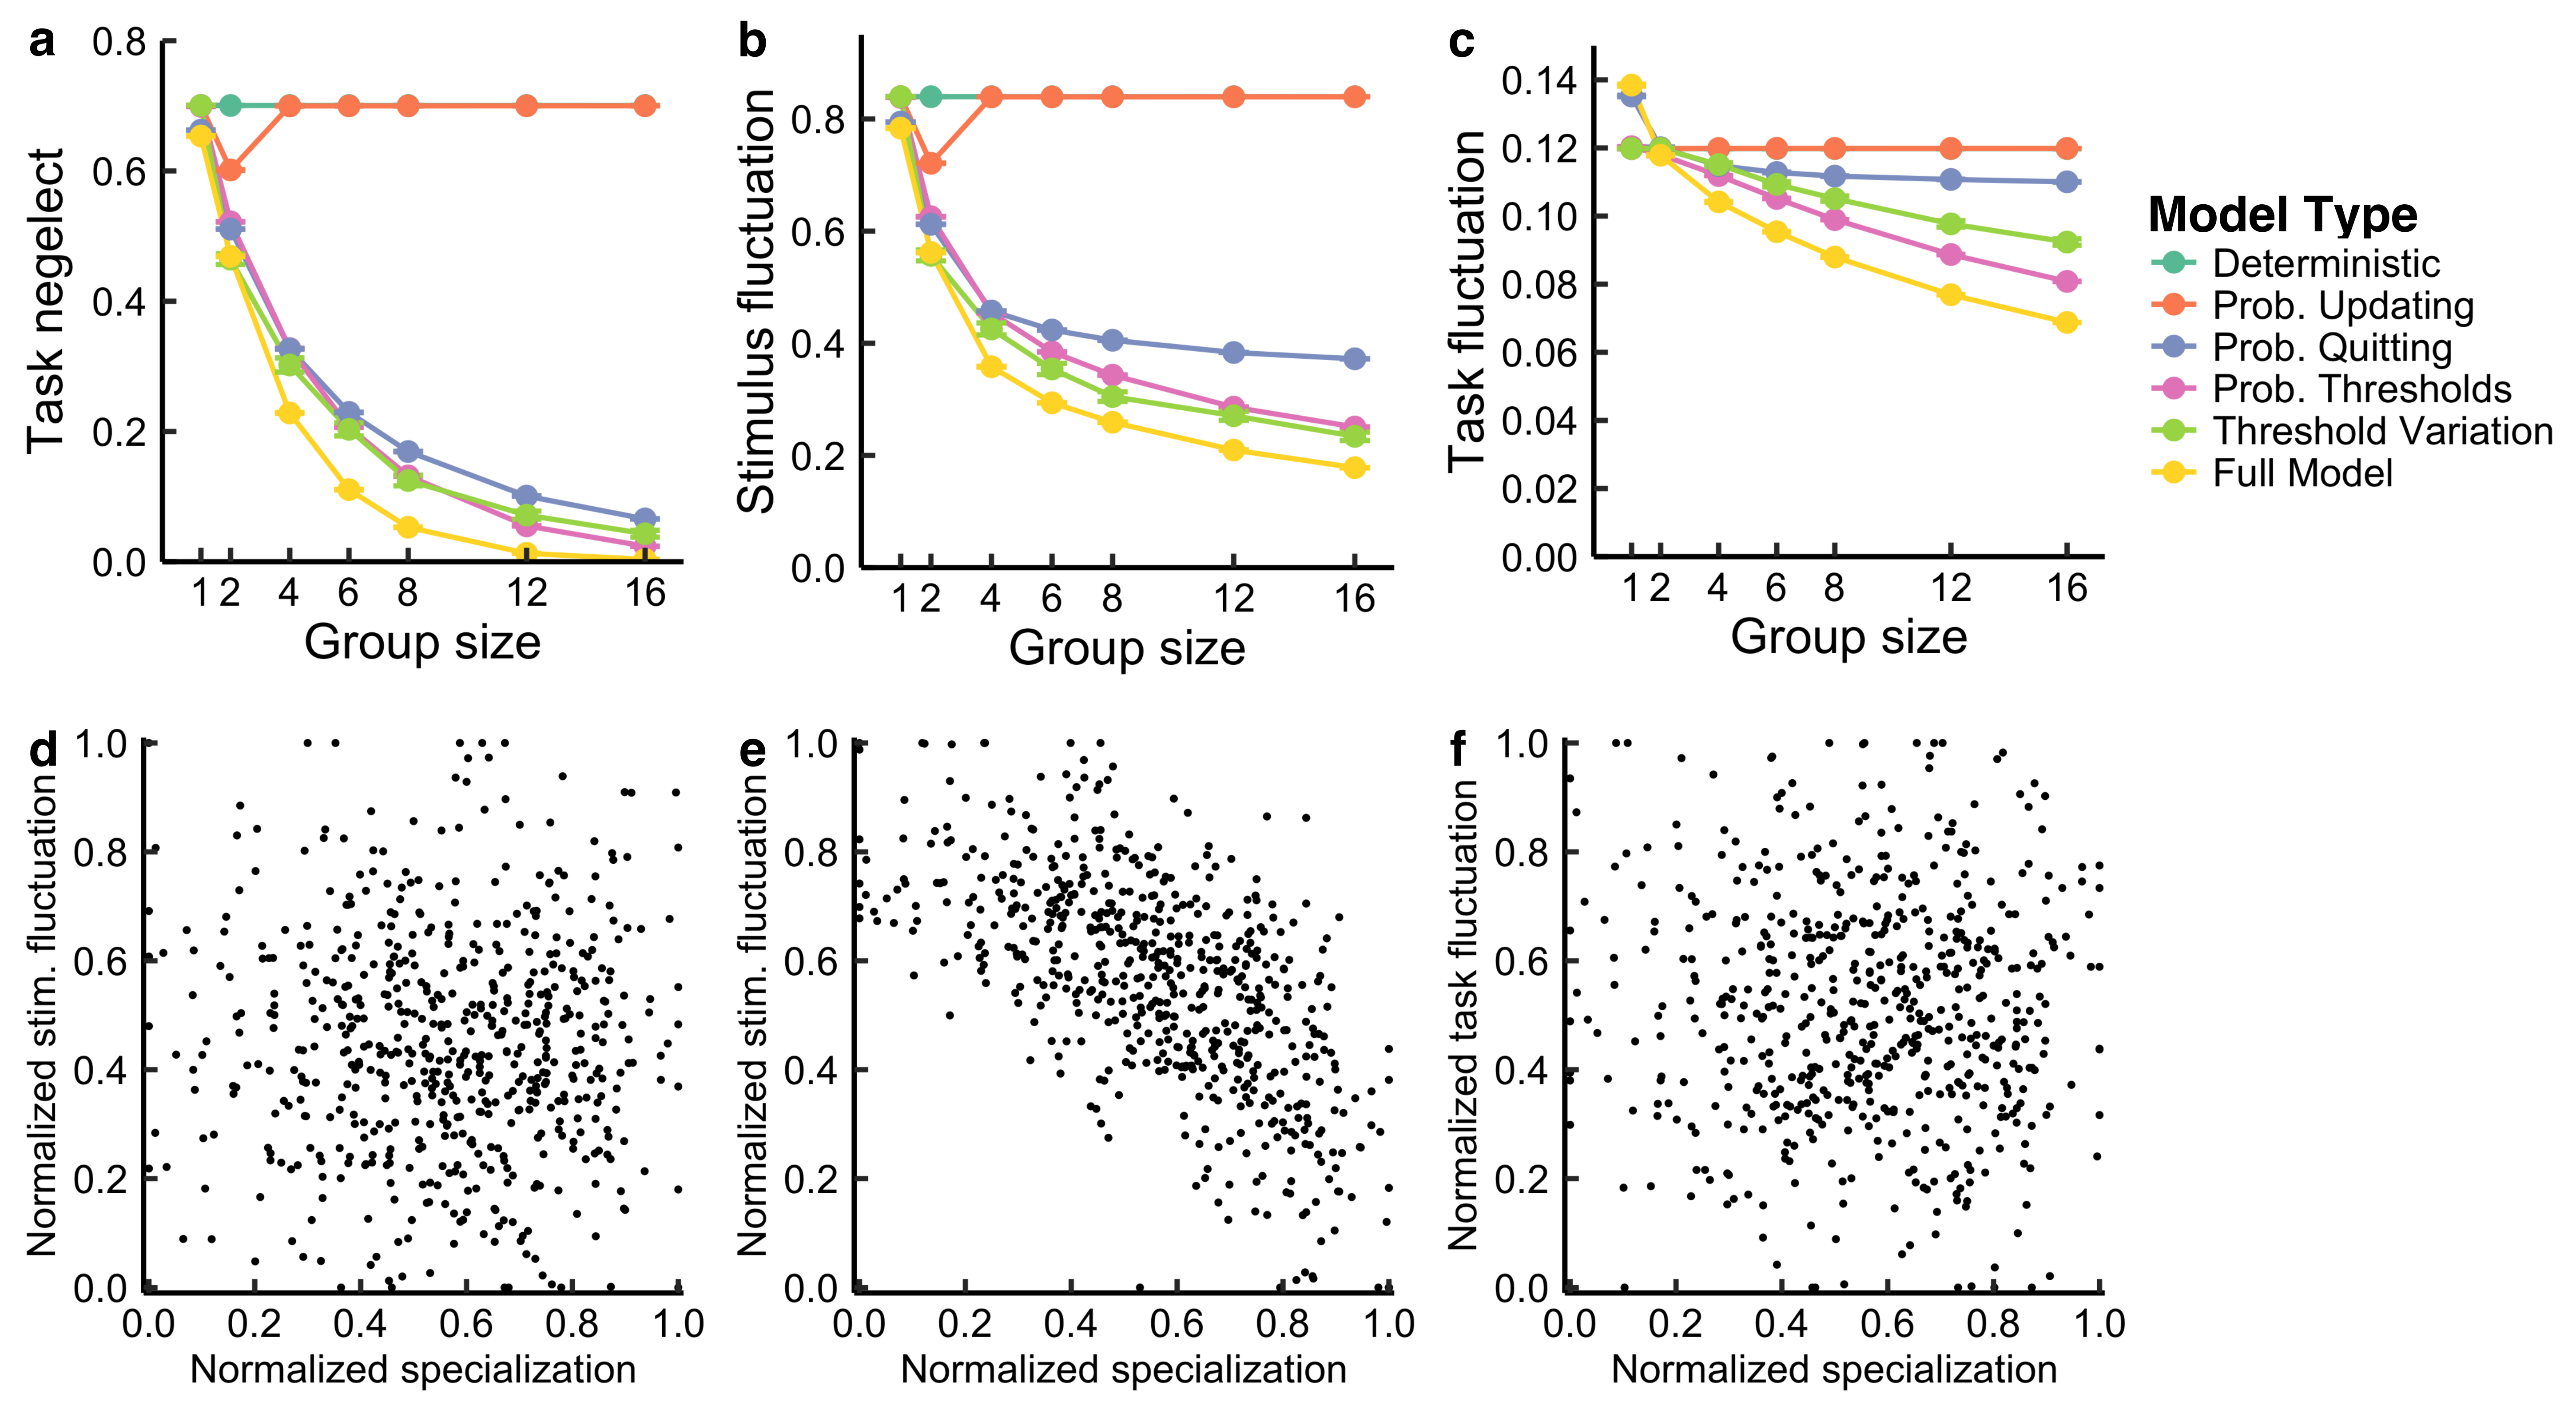 a
Task negelect
0.8
0.6
0.4
0.2
0.0
1 2 4 6 8 12 16
Group size
b
Stimulus fluctuation
0.8
0.6
0.4
0.2
0.0
1 2 4 6 8 12 16
Group size
c
Task fluctuation
0.14
0.12
0.10
0.08
0.06
0.04
0.02
0.00
1 2 4 6 8 12 16
Group size
Model Type
Deterministic
Prob. Updating
Prob. Quitting
Prob. Thresholds
Threshold Variation
Full Model
d
Normalized stim. fluctuation
1.0
0.8
0.6
0.4
0.2
0.0
0.0 0.2 0.4 0.6 0.8 1.0
Normalized specialization
e
Normalized stim. fluctuation
1.0
0.8
0.6
0.4
0.2
0.0
0.0 0.2 0.4 0.6 0.8 1.0
Normalized specialization
f
Normalized task fluctuation
1.0
0.8
0.6
0.4
0.2
0.0
0.0 0.2 0.4 0.6 0.8 1.0
Normalized specialization